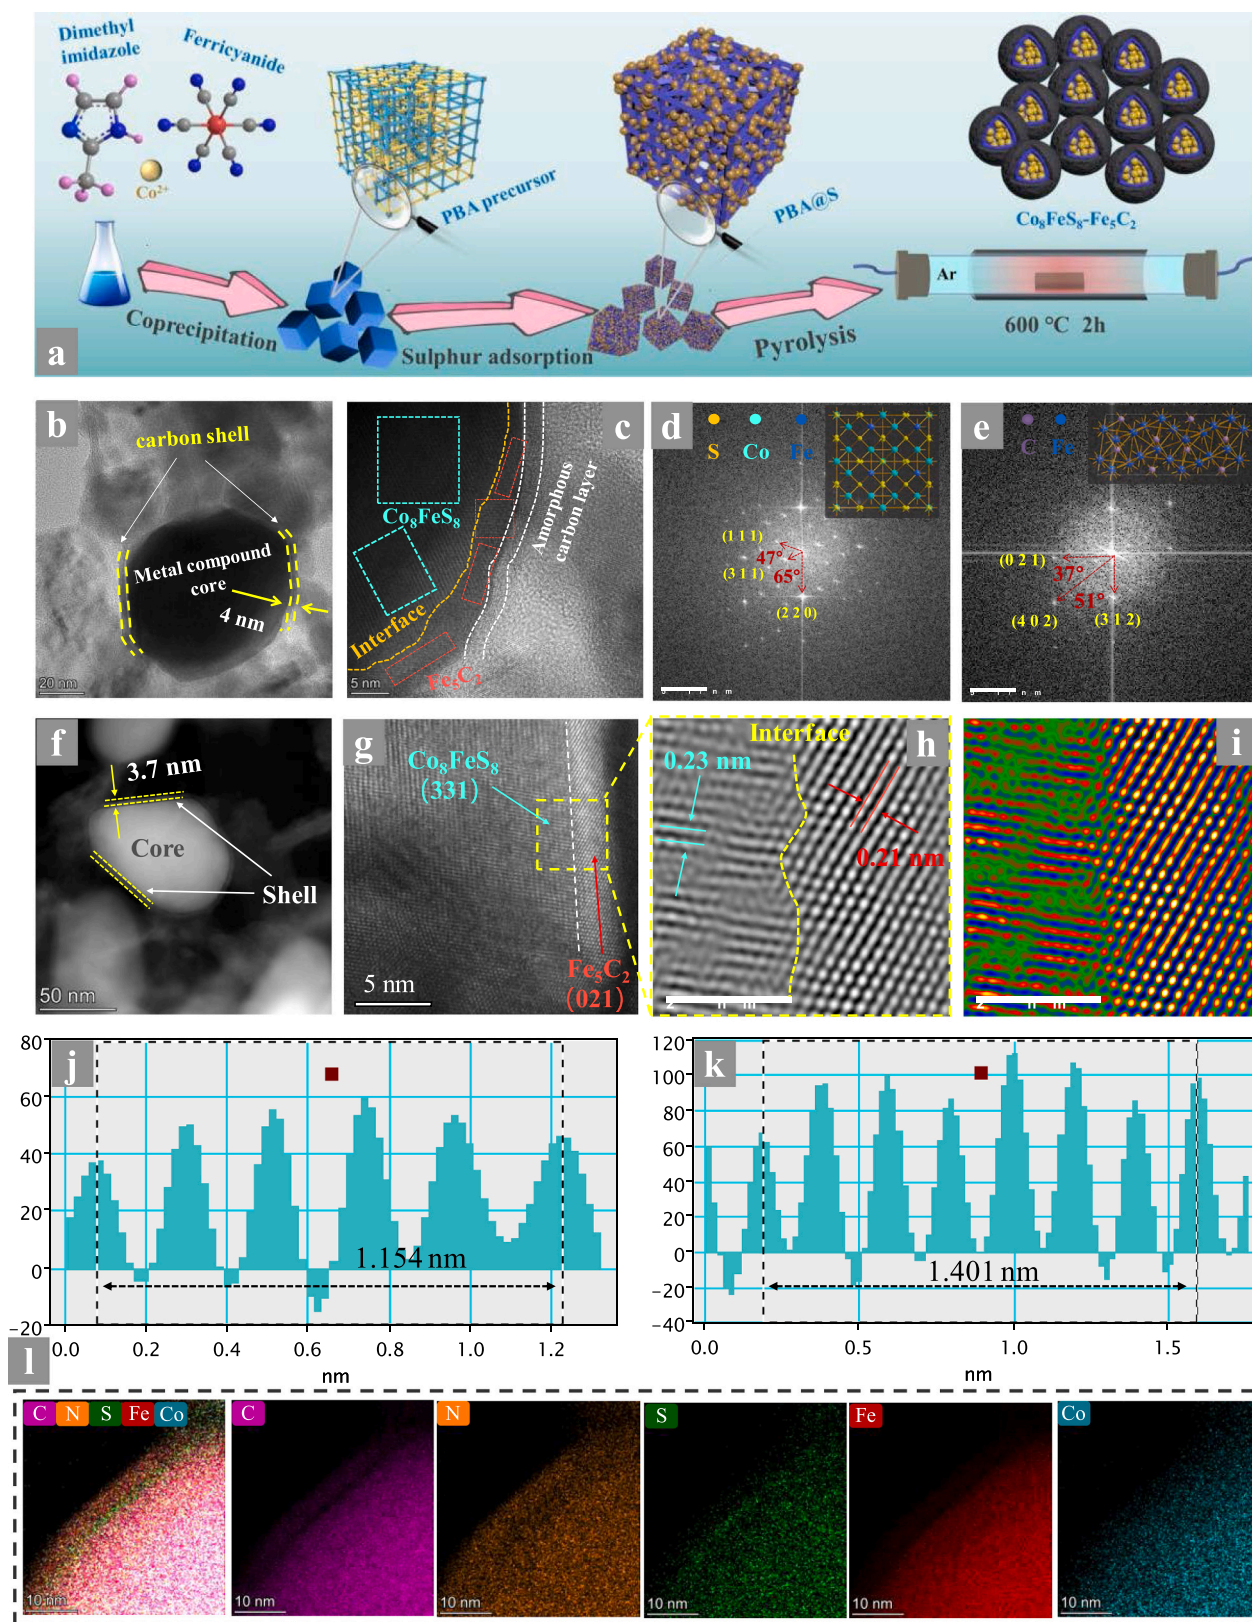 Dimethyl
imidazole
Ferricyanide
Co²⁺
PBA precursor
PBA@S
Co₈FeS₈-Fe₅C₂
Ar
Coprecipitation
Sulphur adsorption
Pyrolysis
600 °C 2h
a
b
carbon shell
Metal compound
core
4 nm
20 nm
c
Co₈FeS₈
Amorphous
carbon layer
Interface
Fe₅C₂
5 nm
d
S Co Fe
(1 1 1)
47°
(3 1 1)
65°
(2 2 0)
e
C Fe
(0 2 1)
37°
51°
(4 0 2)
(3 1 2)
f
3.7 nm
Core
Shell
50 nm
g
Co₈FeS₈
(331)
5 nm
Fe₅C₂
(021)
h
Interface
0.23 nm
0.21 nm
2 n m
i
2 n m
j
80
60
40
20
0
−20
1.154 nm
0.0 0.2 0.4 0.6 0.8 1.0 1.2
nm
k
120
100
80
60
40
20
0
−20
−40
1.401 nm
0.0 0.5 1.0 1.5
nm
l
C N S Fe Co
10 nm
C
10 nm
N
10 nm
S
10 nm
Fe
10 nm
Co
10 nm